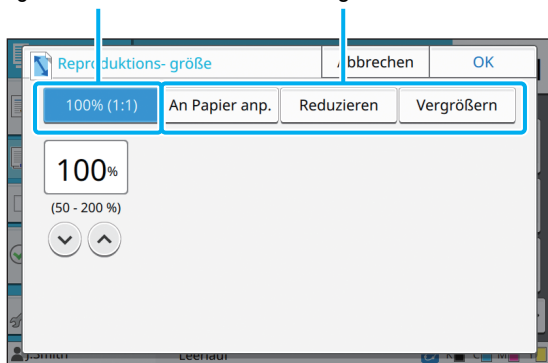 Reproduktions- größe
Abbrechen
OK
100% (1:1)
An Papier anp.
Reduzieren
Vergrößern
100%
(50 - 200 %)
J.Smith
Leerlauf
K C M Y